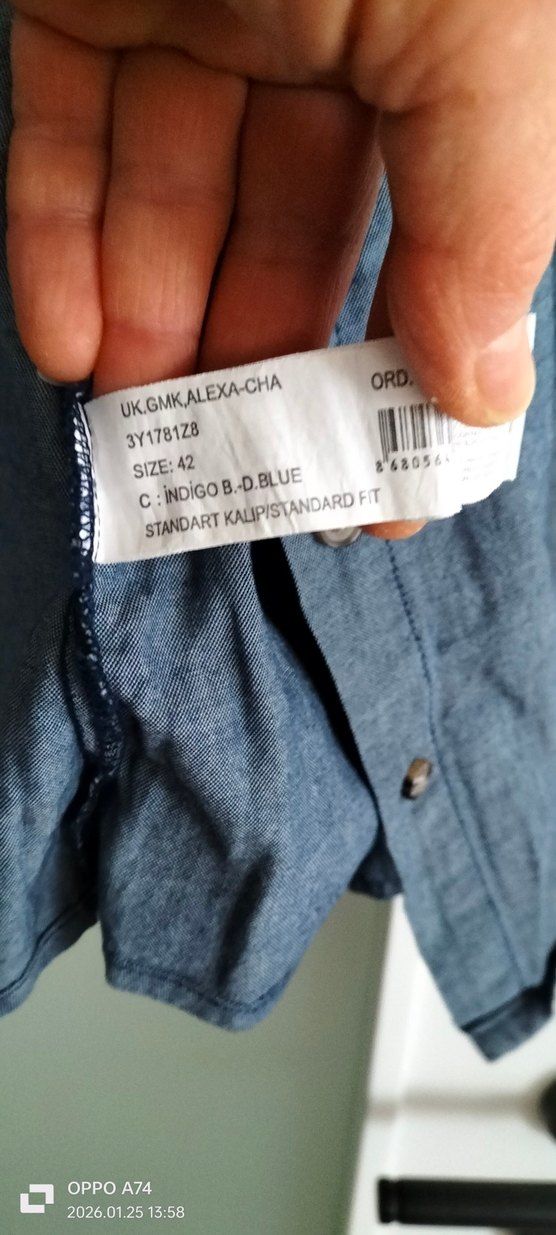 UK.GMK,ALEXA-CHA
ORD.
3Y1781Z8
SIZE: 42
868056
C : İNDİGO B.-D.BLUE
STANDART KALIP/STANDARD FIT
OPPO A74
2026.01.25 13:58